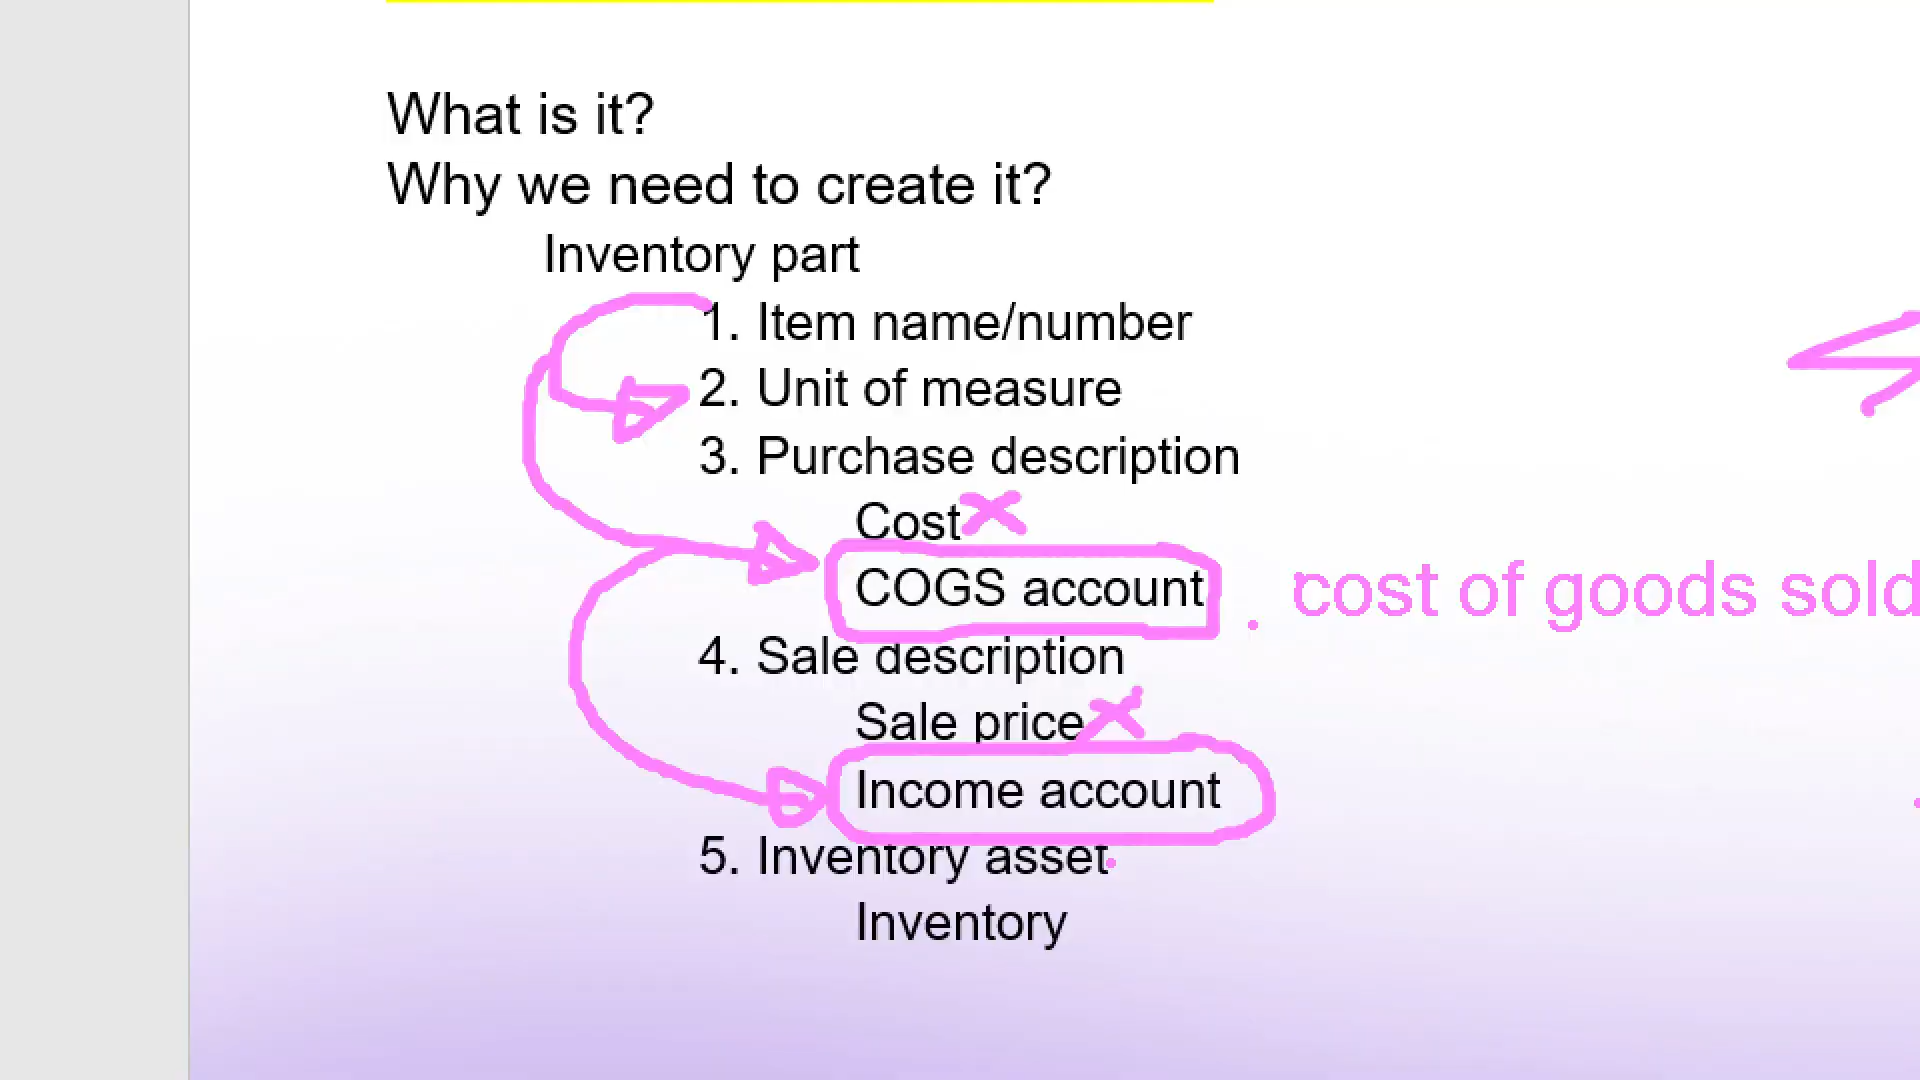 What is it?
Why we need to create it?
Inventory part
1. Item name/number
2. Unit of measure
3. Purchase description
Cost
COGS account
cost of goods sold
4. Sale description
Sale price
Income account
5. Inventory asset
Inventory